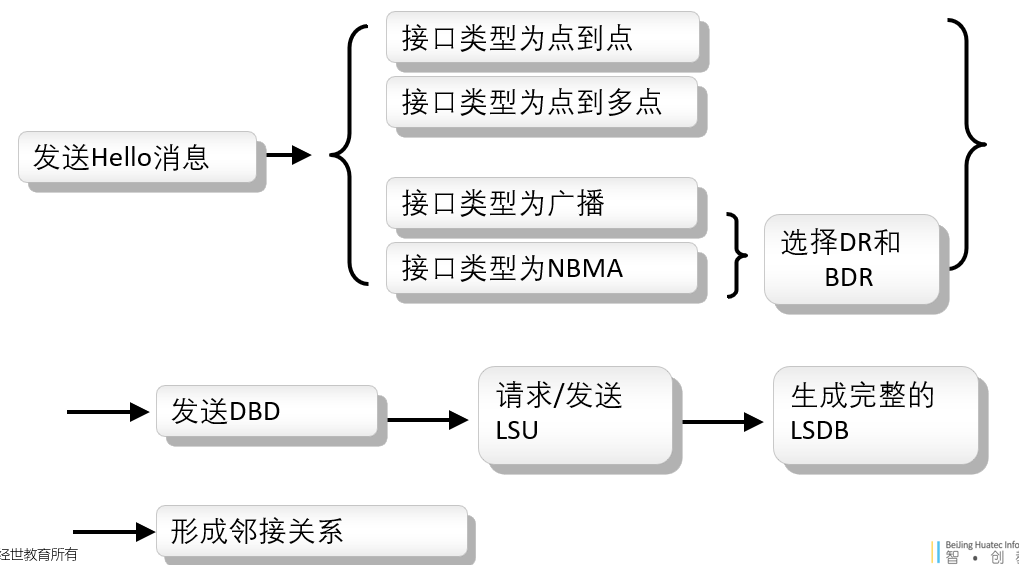 接口类型为点到点
接口类型为点到多点
发送Hello消息
接口类型为广播
接口类型为NBMA
选择DR和
BDR
发送DBD
请求/发送
LSU
生成完整的
LSDB
形成邻接关系
经世教育所有
BeiJing Huatec Info
智 • 创